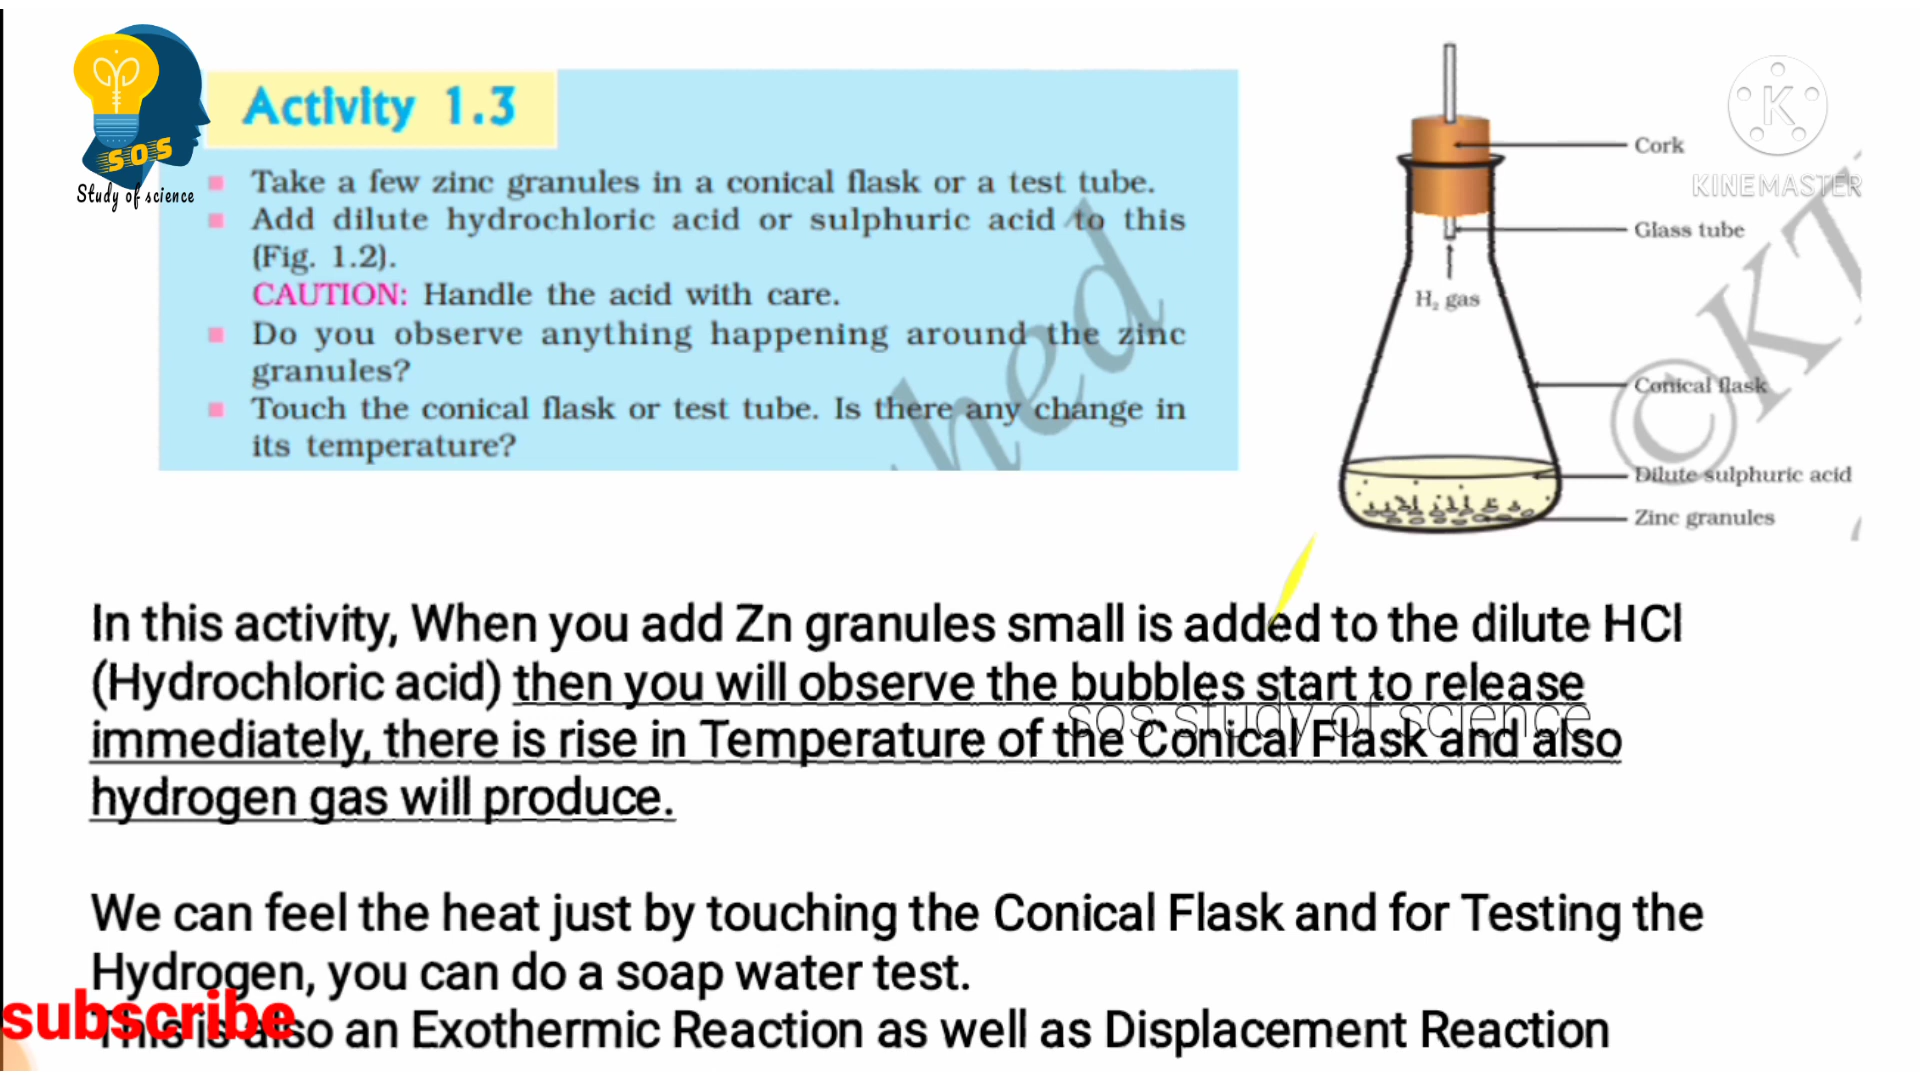 SOS
Study of science
Activity 1.3
Take a few zinc granules in a conical flask or a test tube.
Add dilute hydrochloric acid or sulphuric acid to this
(Fig. 1.2).
CAUTION: Handle the acid with care.
Do you observe anything happening around the zinc
granules?
Touch the conical flask or test tube. Is there any change in
its temperature?
hed
K
KINEMASTER
Cork
Glass tube
H₂ gas
Conical flask
Dilute sulphuric acid
Zinc granules
©KT
In this activity, When you add Zn granules small is added to the dilute HCl
(Hydrochloric acid) then you will observe the bubbles start to release
sos study of science
immediately, there is rise in Temperature of the Conical Flask and also
hydrogen gas will produce.
We can feel the heat just by touching the Conical Flask and for Testing the
Hydrogen, you can do a soap water test.
subscribe
This is also an Exothermic Reaction as well as Displacement Reaction